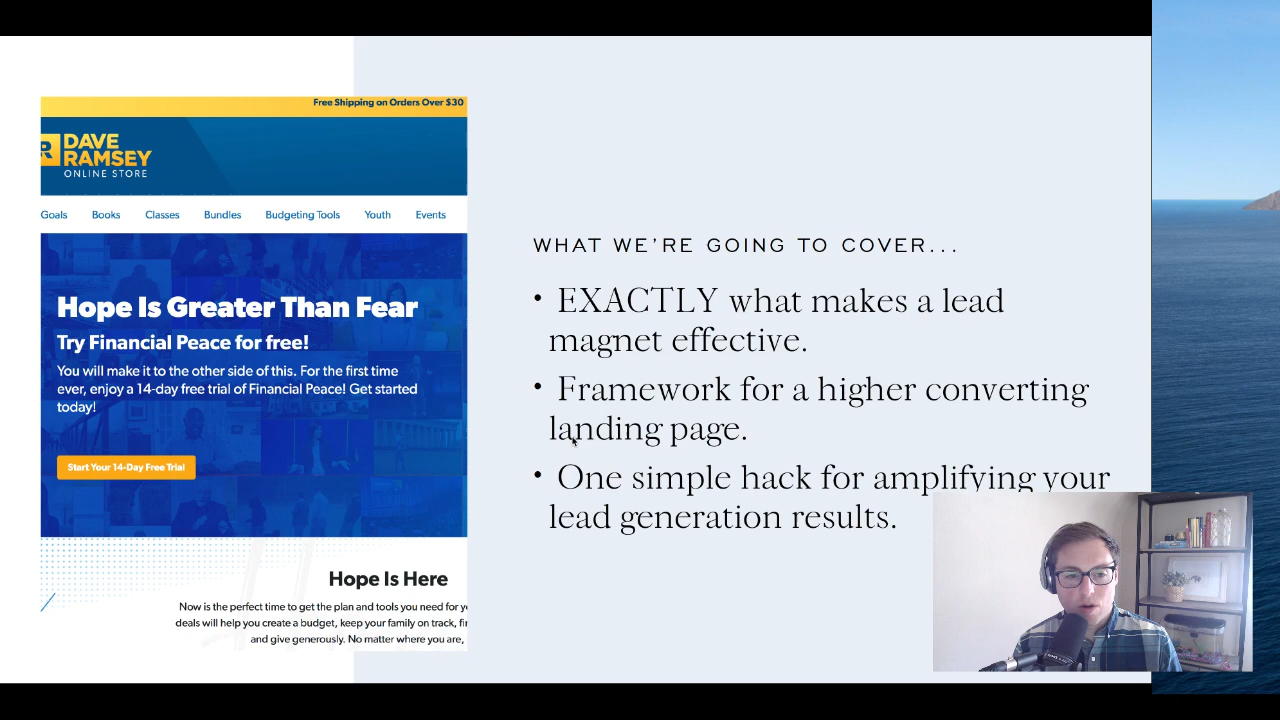 Free Shipping on Orders Over $30
R DAVE
RAMSEY
ONLINE STORE
Goals Books Classes Bundles Budgeting Tools Youth Events
Hope Is Greater Than Fear
Try Financial Peace for free!
You will make it to the other side of this. For the first time
ever, enjoy a 14-day free trial of Financial Peace! Get started
today!
Start Your 14-Day Free Trial
Hope Is Here
Now is the perfect time to get the plan and tools you need for
deals will help you create a budget, keep your family on track,
and give generously. No matter where you are,
WHAT WE'RE GOING TO COVER...
• EXACTLY what makes a lead
magnet effective.
• Framework for a higher converting
landing page.
• One simple hack for amplifying your
lead generation results.